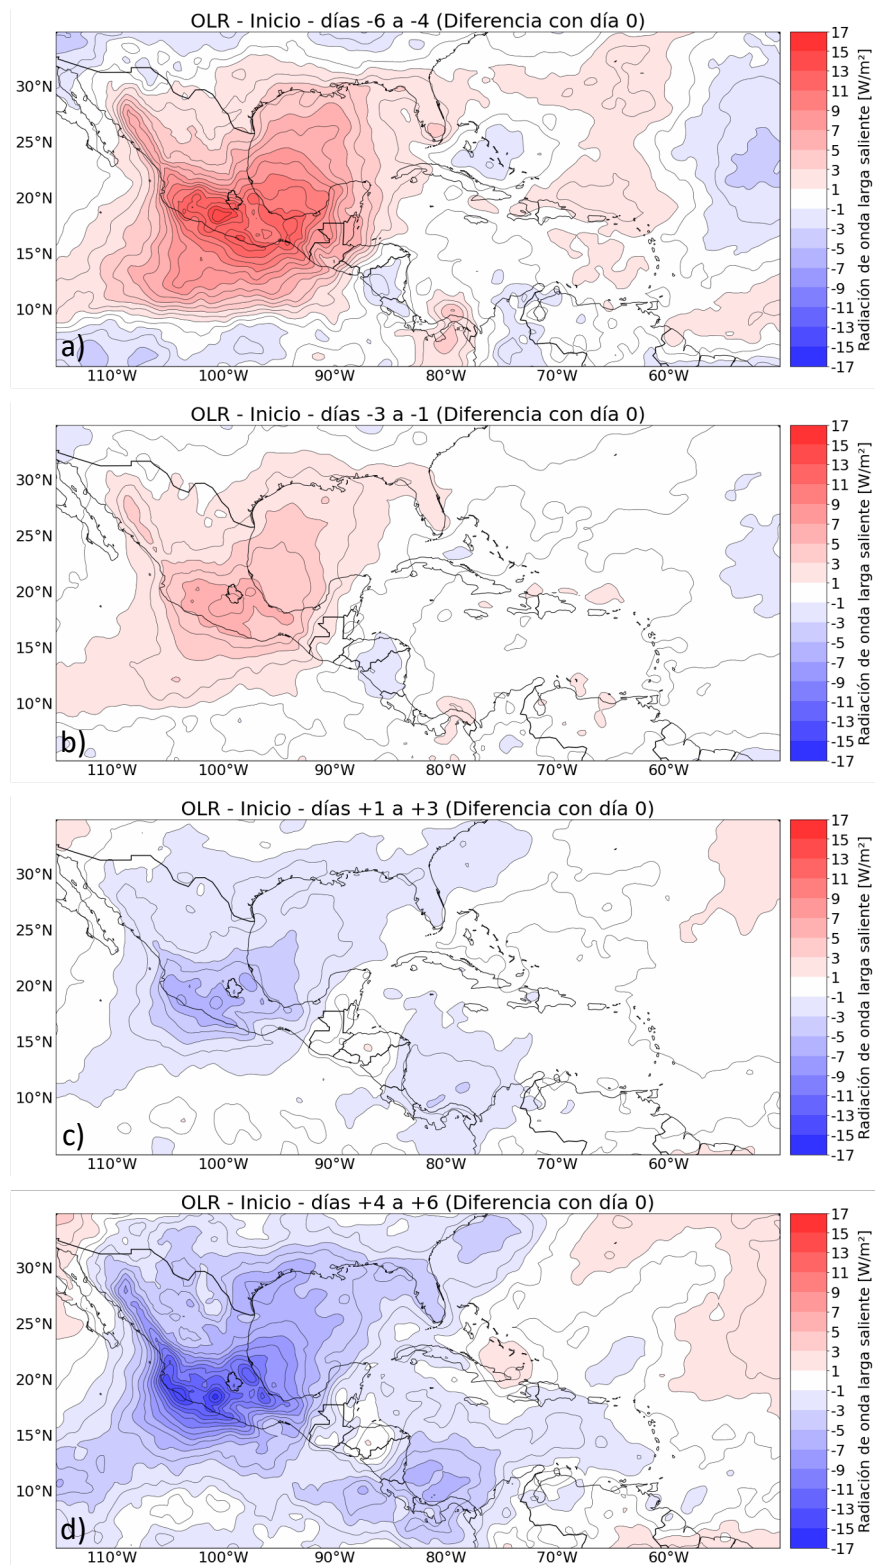 OLR - Inicio - días -6 a -4 (Diferencia con día 0)
30°N
25°N
20°N
15°N
10°N
a)
110°W 100°W 90°W 80°W 70°W 60°W
17
15
13
11
9
7
5
3
1
-1
-3
-5
-7
-9
-11
-13
-15
-17
Radiación de onda larga saliente [W/m²]
OLR - Inicio - días -3 a -1 (Diferencia con día 0)
30°N
25°N
20°N
15°N
10°N
b)
110°W 100°W 90°W 80°W 70°W 60°W
17
15
13
11
9
7
5
3
1
-1
-3
-5
-7
-9
-11
-13
-15
-17
Radiación de onda larga saliente [W/m²]
OLR - Inicio - días +1 a +3 (Diferencia con día 0)
30°N
25°N
20°N
15°N
10°N
c)
110°W 100°W 90°W 80°W 70°W 60°W
17
15
13
11
9
7
5
3
1
-1
-3
-5
-7
-9
-11
-13
-15
-17
Radiación de onda larga saliente [W/m²]
OLR - Inicio - días +4 a +6 (Diferencia con día 0)
30°N
25°N
20°N
15°N
10°N
d)
110°W 100°W 90°W 80°W 70°W 60°W
17
15
13
11
9
7
5
3
1
-1
-3
-5
-7
-9
-11
-13
-15
-17
Radiación de onda larga saliente [W/m²]